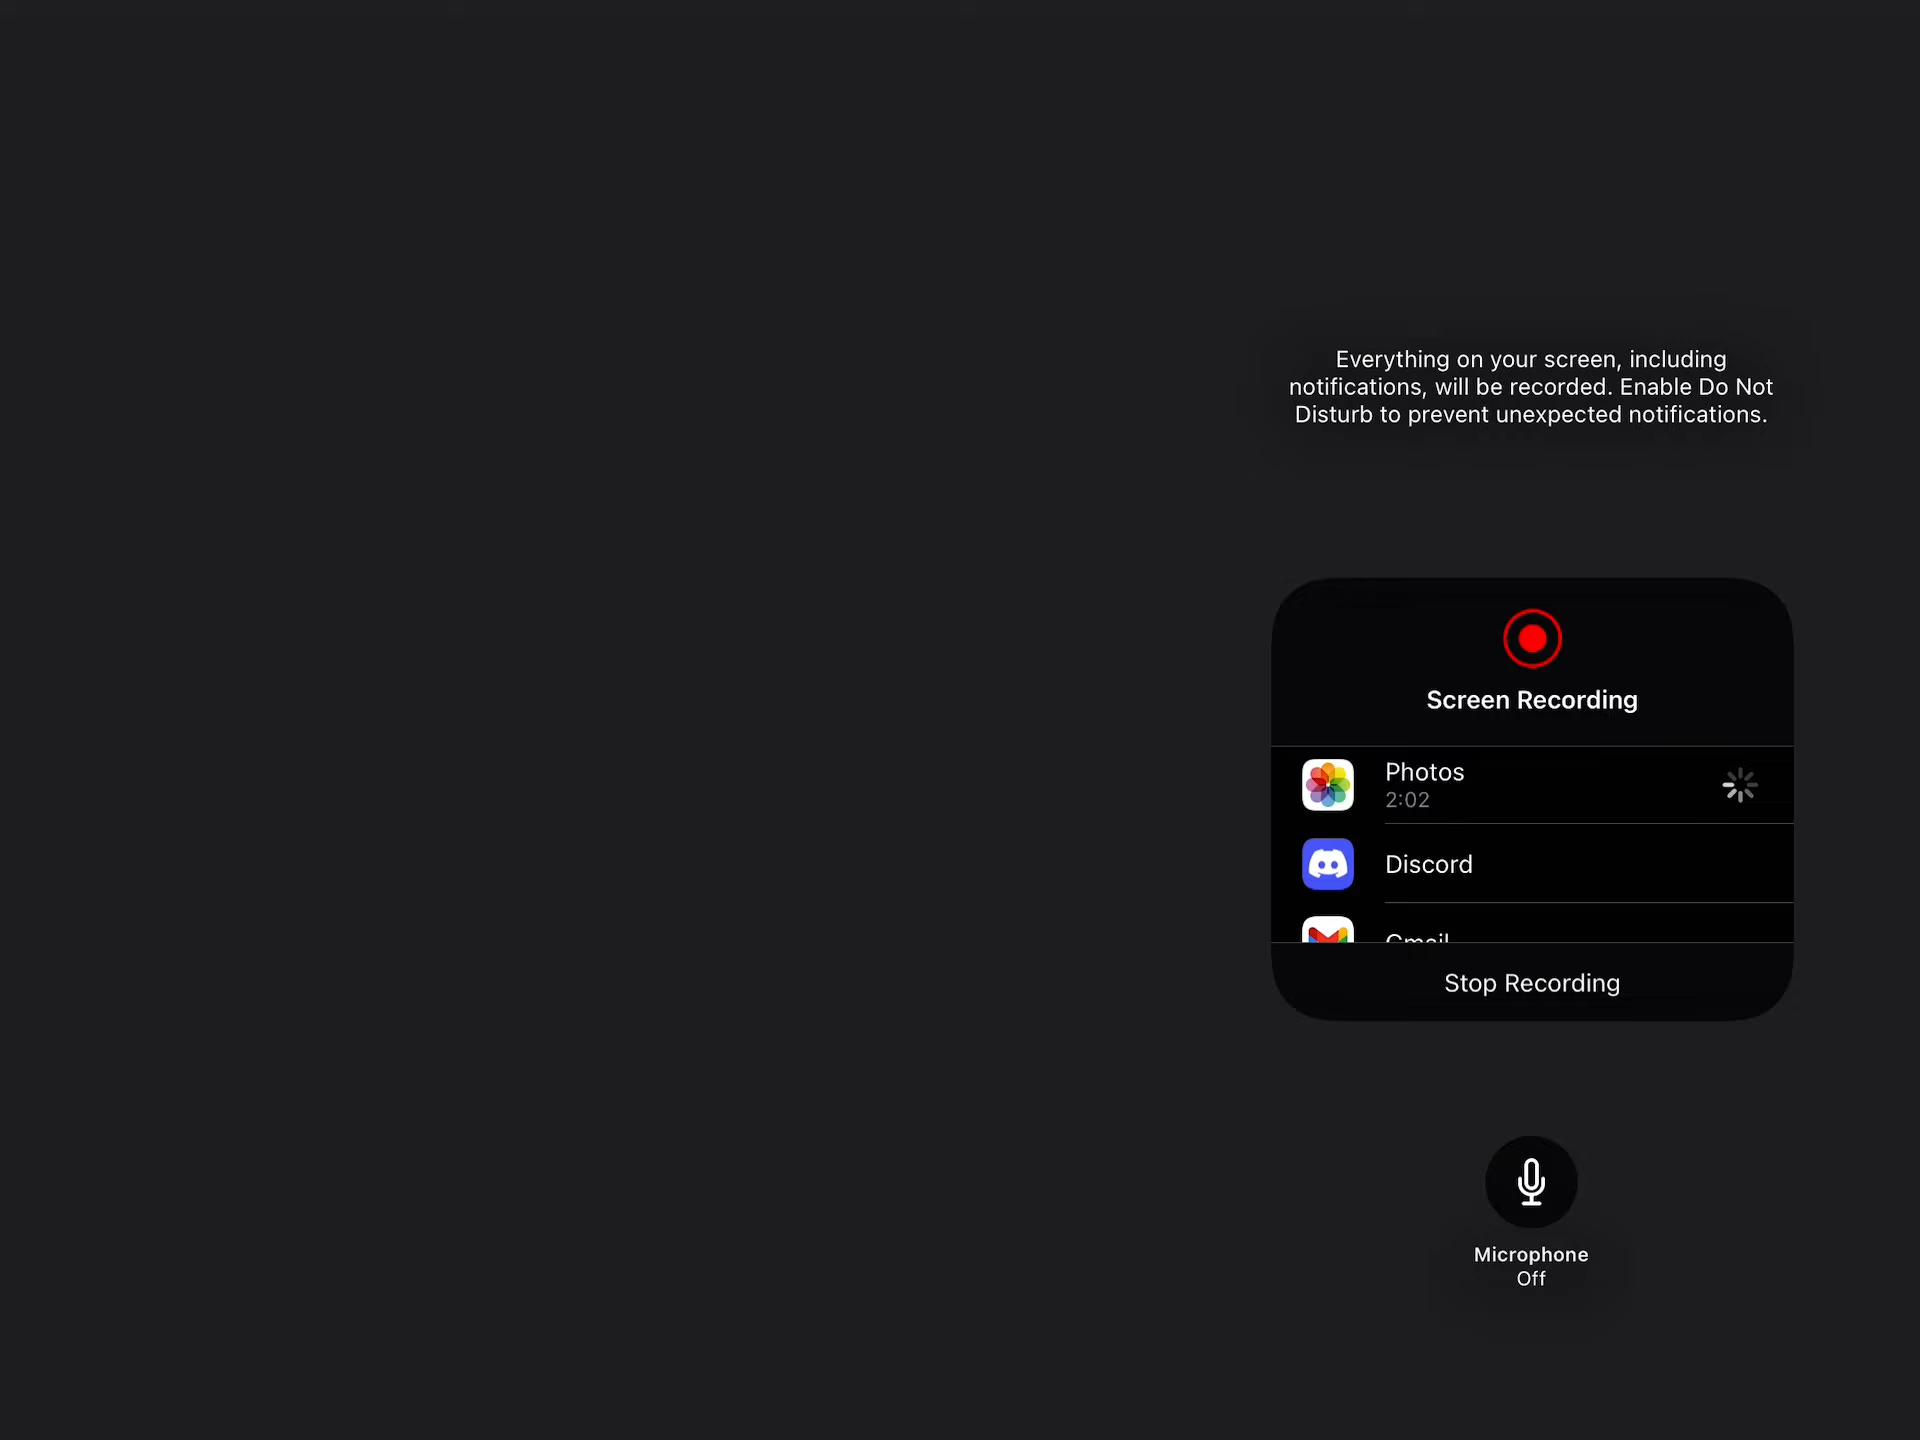 Everything on your screen, including
notifications, will be recorded. Enable Do Not
Disturb to prevent unexpected notifications.
Screen Recording
Photos
2:02
Discord
Gmail
Stop Recording
Microphone
Off